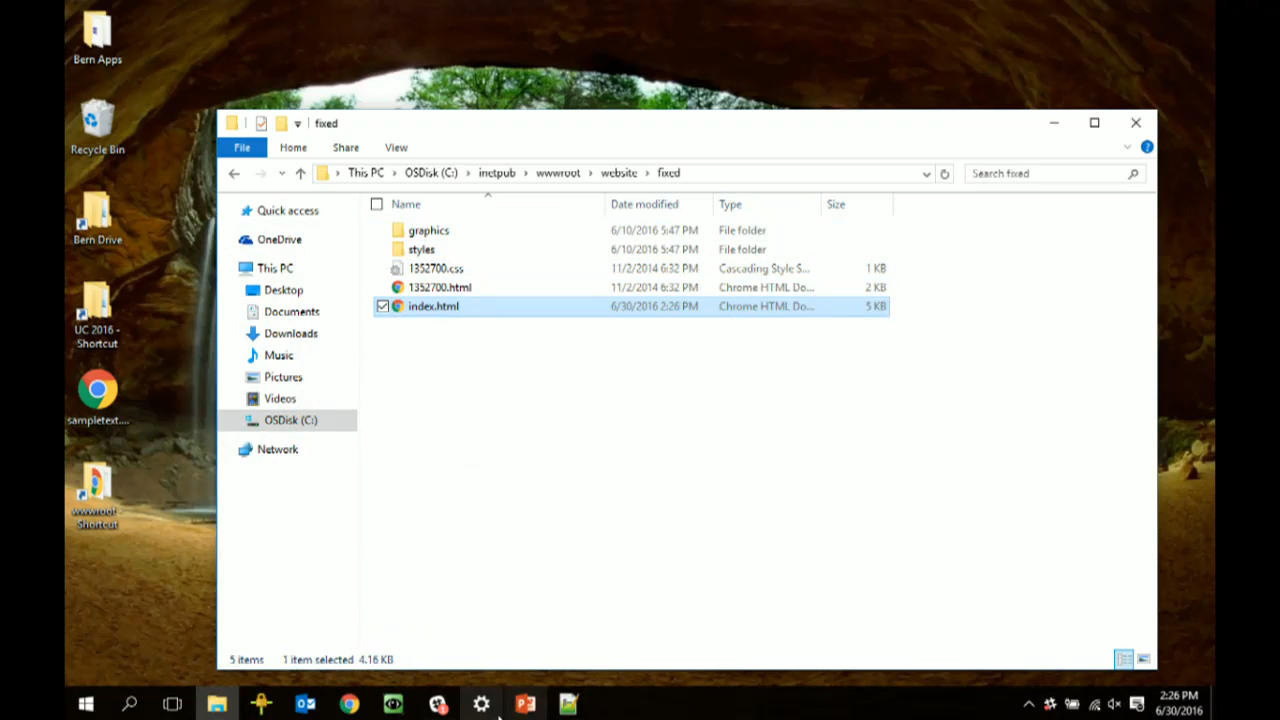 Bern Apps
Recycle Bin
Bern Drive
UC 2016 -
Shortcut
sampletext....
wwwroot -
Shortcut
fixed
File Home Share View
This PC OSDisk (C:) inetpub wwwroot website fixed
Search fixed
Quick access
OneDrive
This PC
Desktop
Documents
Downloads
Music
Pictures
Videos
OSDisk (C:)
Network
Name Date modified Type Size
graphics 6/10/2016 5:47 PM File folder
styles 6/10/2016 5:47 PM File folder
1352700.css 11/2/2014 6:32 PM Cascading Style S... 1 KB
1352700.html 11/2/2014 6:32 PM Chrome HTML Do... 2 KB
index.html 6/30/2016 2:26 PM Chrome HTML Do... 5 KB
5 items 1 item selected 4.16 KB
2:26 PM
6/30/2016